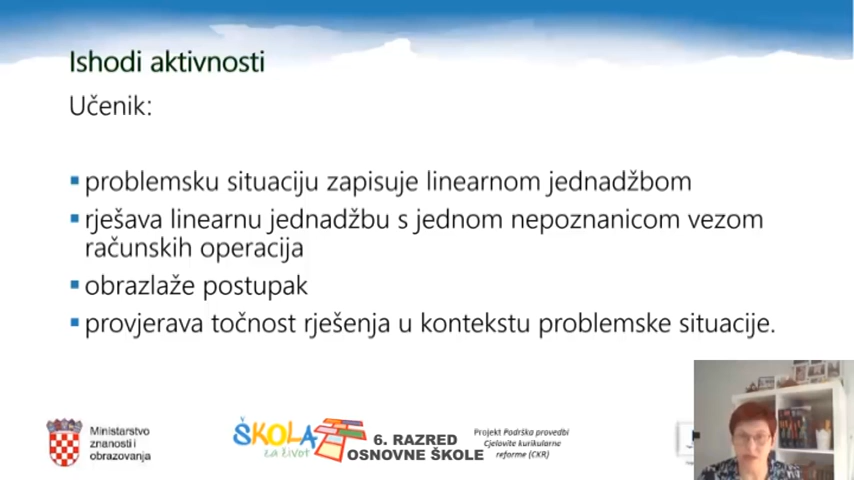 Ishodi aktivnosti
Učenik:
problemsku situaciju zapisuje linearnom jednadžbom
rješava linearnu jednadžbu s jednom nepoznanicom vezom
računskih operacija
obrazlaže postupak
provjerava točnost rješenja u kontekstu problemske situacije.
Ministarstvo
znanosti i
obrazovanja
ŠKOLA
za život
6. RAZRED
OSNOVNE ŠKOLE
Projekt Podrška provedbi
Cjelovite kurikularne
reforme (CKR)